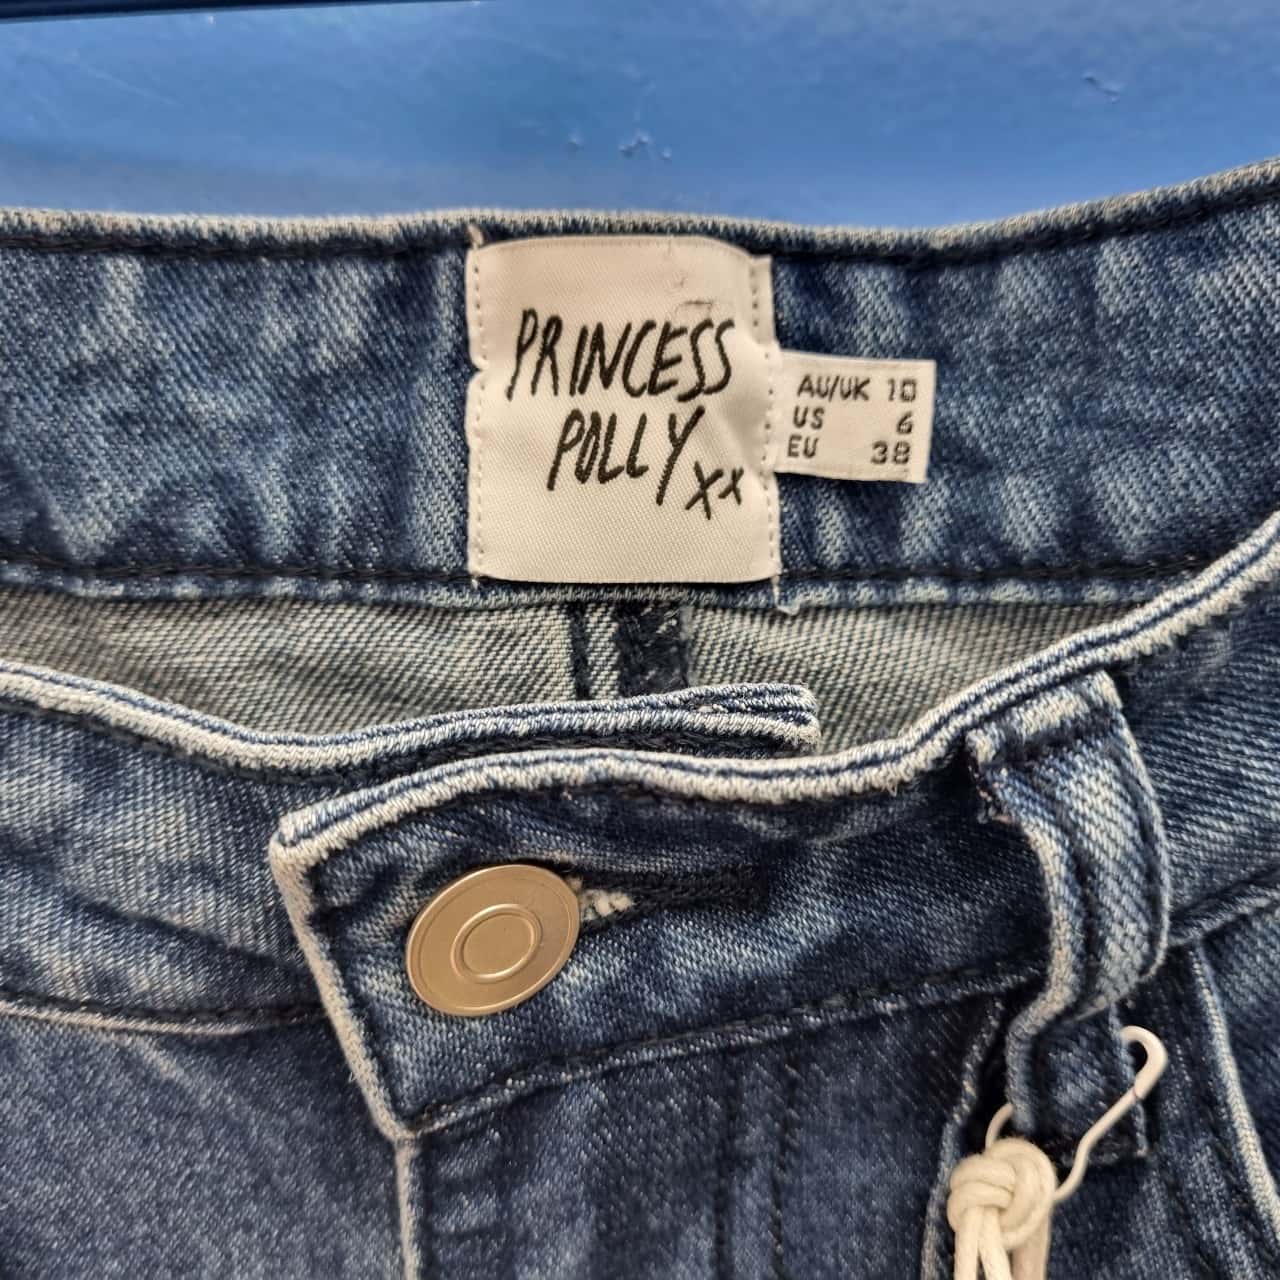 PRINCESS
POLLY xx
AU/UK 10
US 6
EU 38